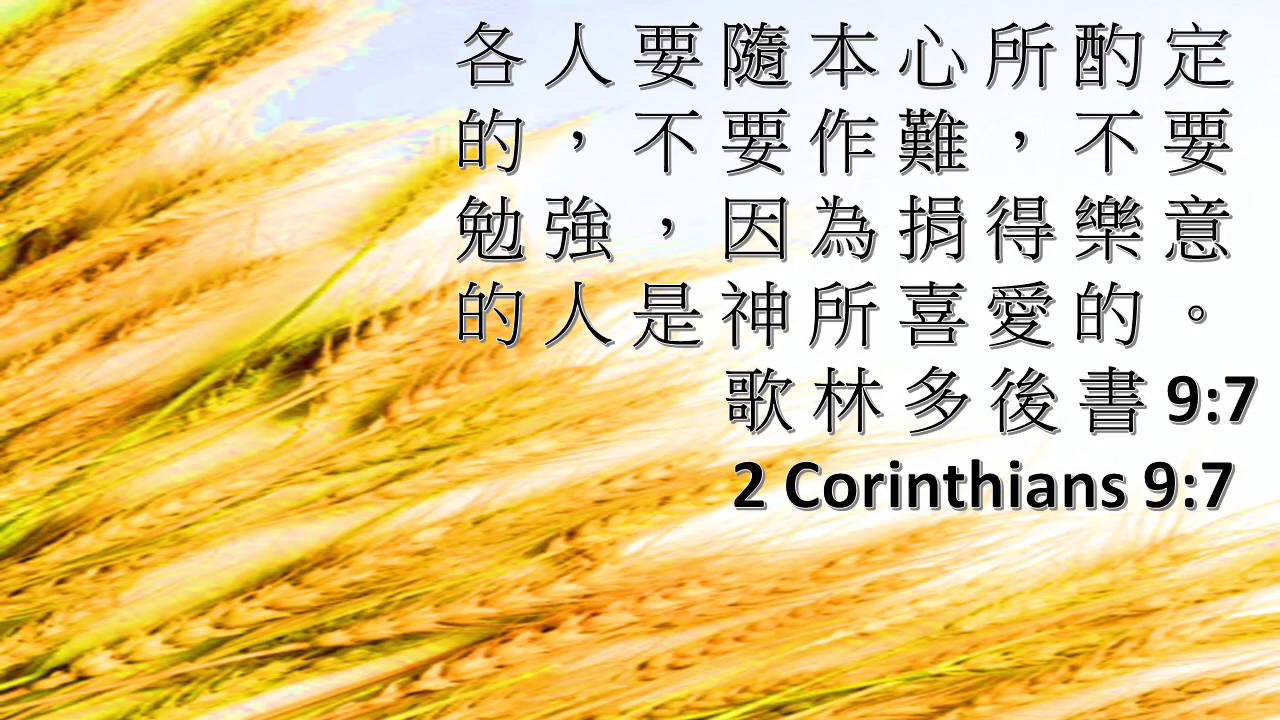 各人要隨本心所酌定
的，不要作難，不要
勉強，因為捐得樂意
的人是神所喜愛的。
歌林多後書 9:7
2 Corinthians 9:7